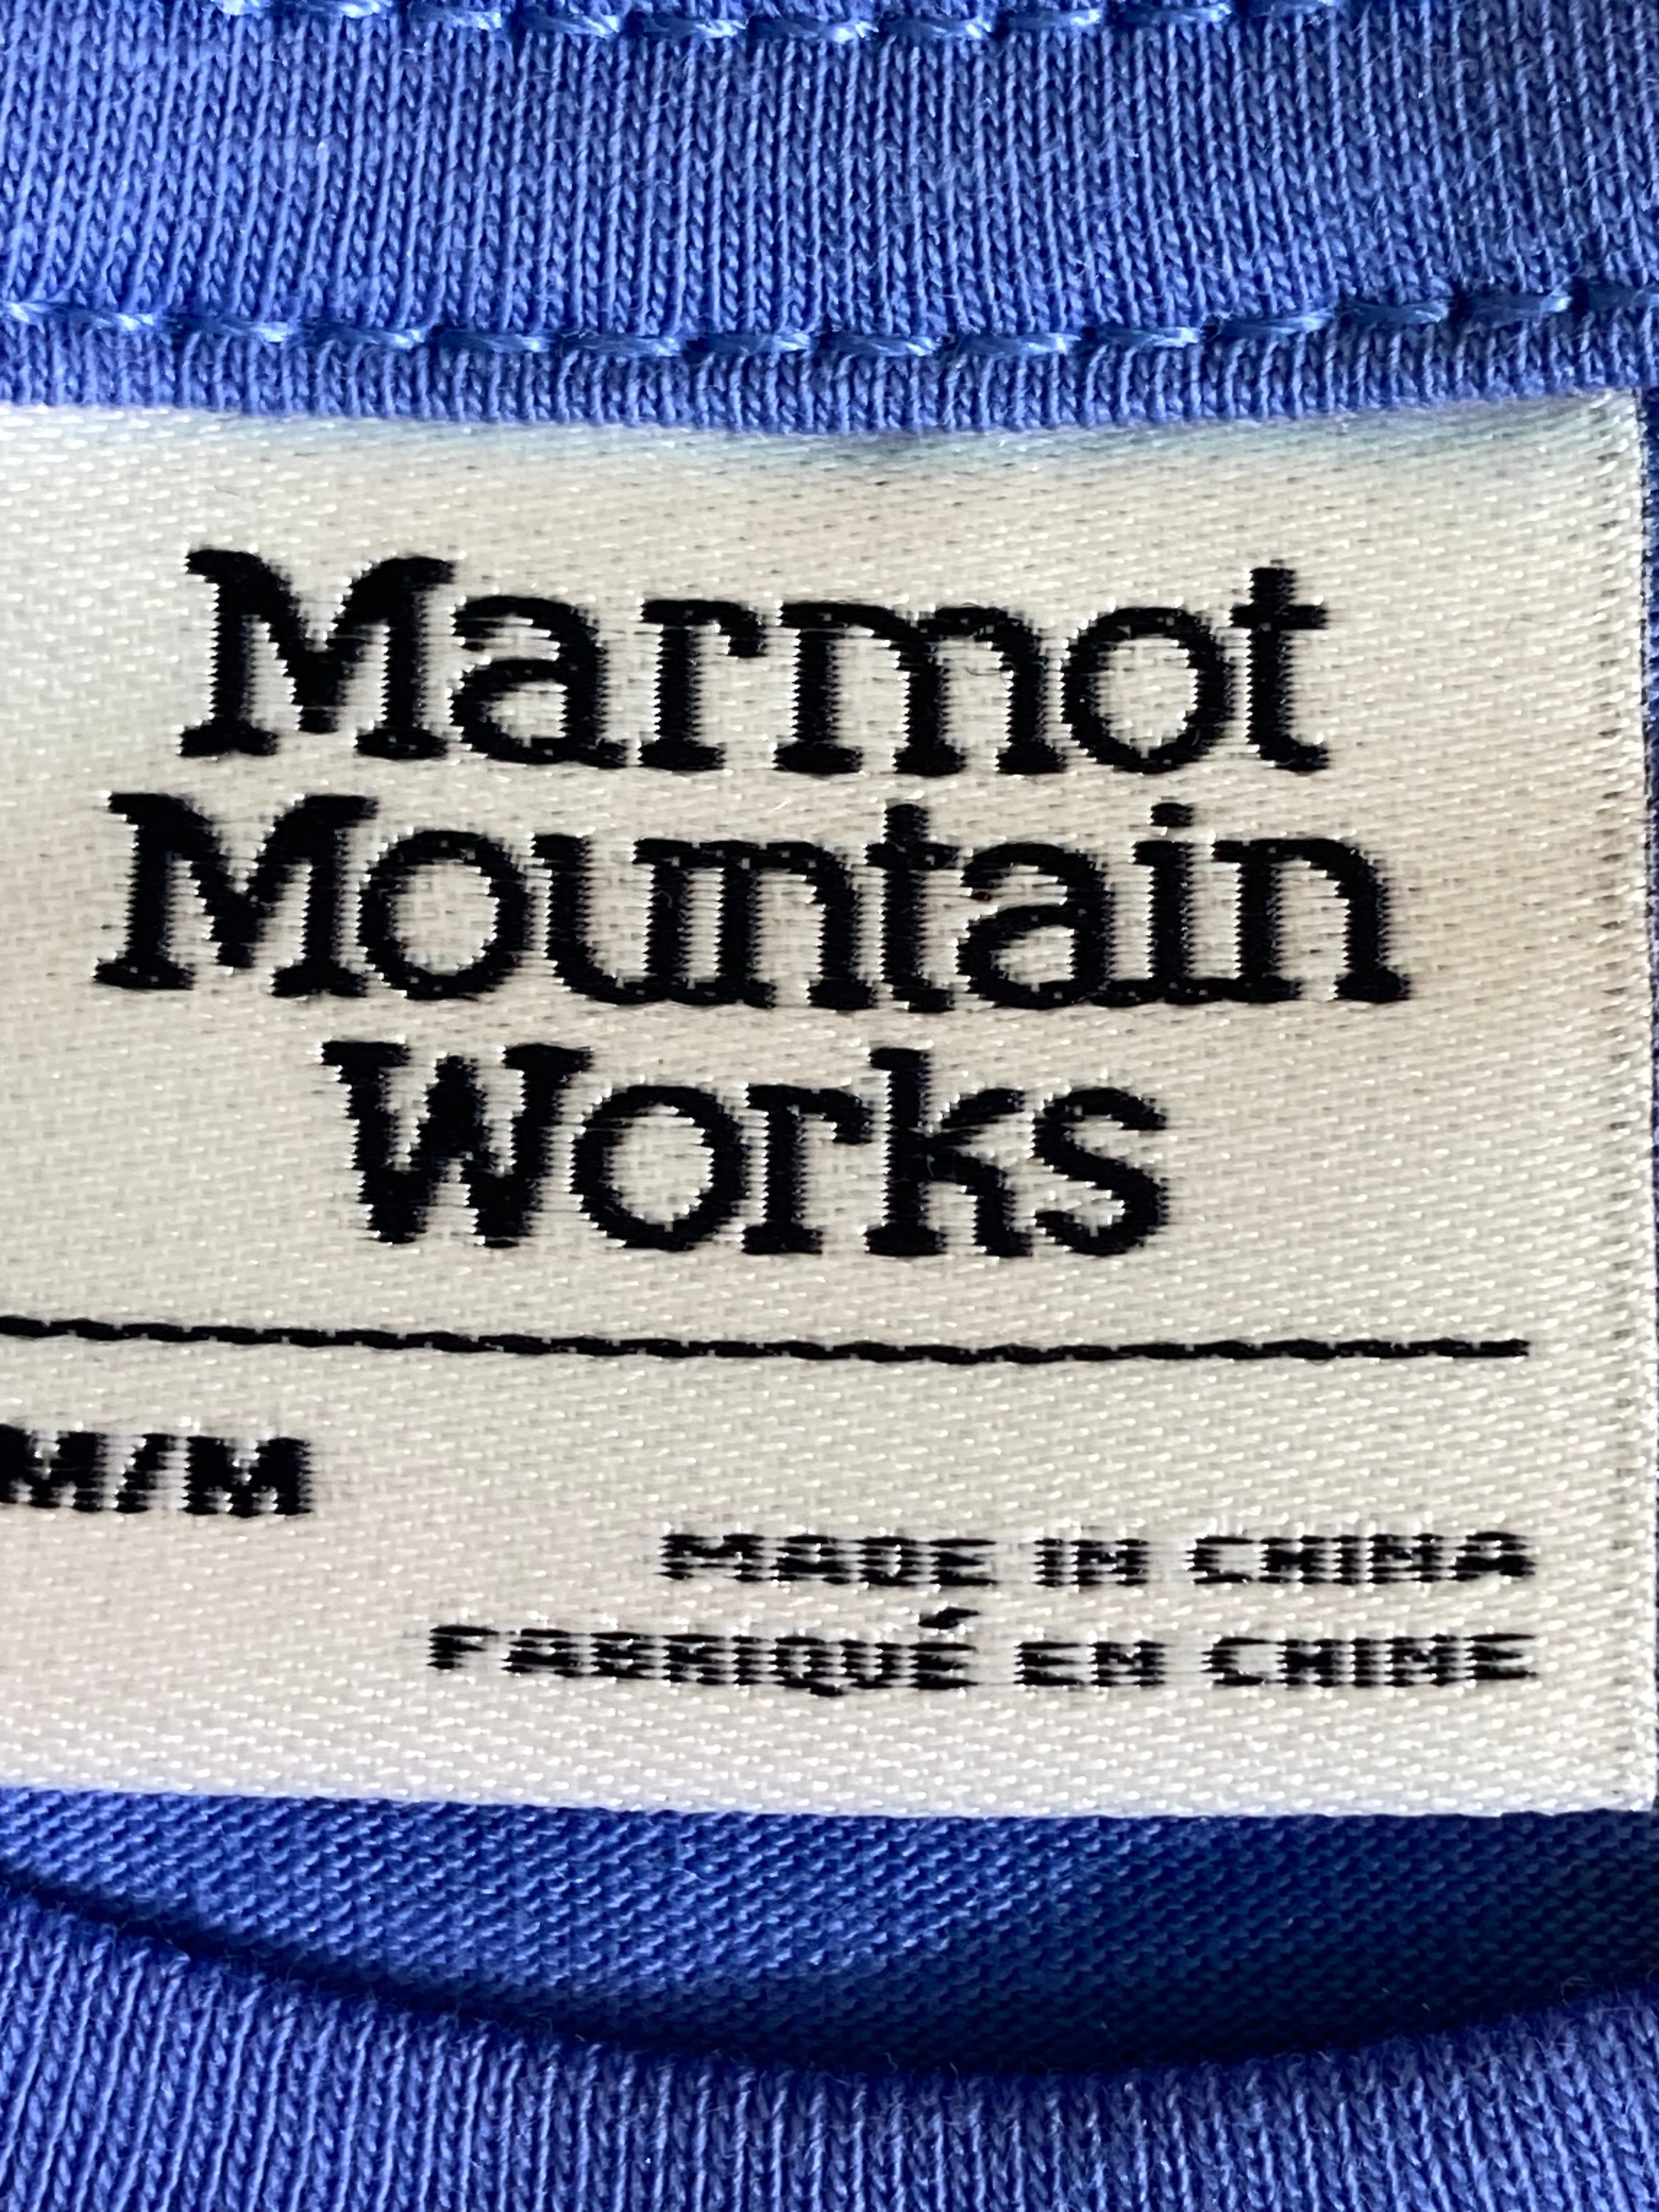 Marmot
Mountain
Works
M/M
MADE IN CHINA
FABRIQUÉ EN CHINE